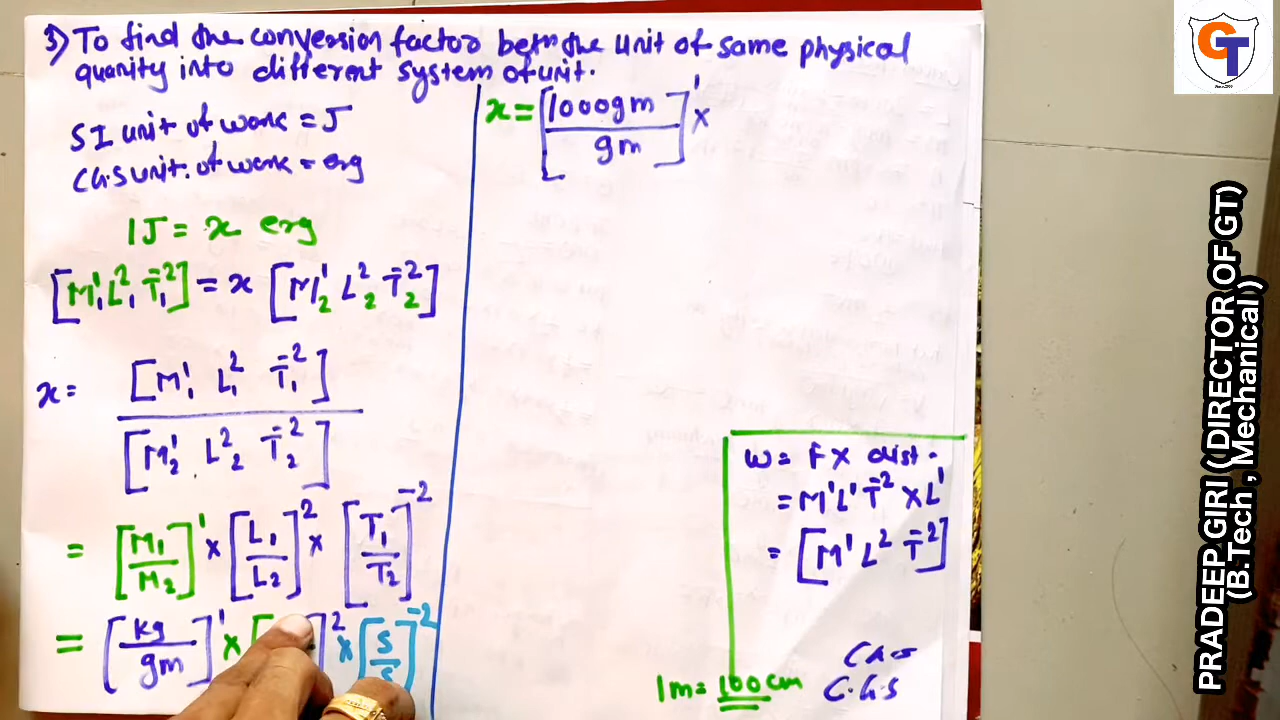 3) To find the conversion factor betn the unit of same physical
quanity into different system of unit.
SI unit of work = J
C.G.S unit. of work = erg
1J = x erg
[M₁¹ L₁² T₁⁻²] = x [M₂¹ L₂² T₂⁻²]
x = [M₁¹ L₁² T₁⁻²] / [M₂¹ L₂² T₂⁻²]
= [M₁/M₂]¹ × [L₁/L₂]² × [T₁/T₂]⁻²
= [kg/gm]¹ × [ ]² × [s/s]⁻²
x = [1000gm/gm]¹ ×
W = F × dist.
= M¹L¹T⁻² × L¹
= [M¹ L² T⁻²]
1m = 100 cm
C.G.S
GT
PRADEEP GIRI ( DIRECTOR OF GT)
(B.Tech , Mechanical )